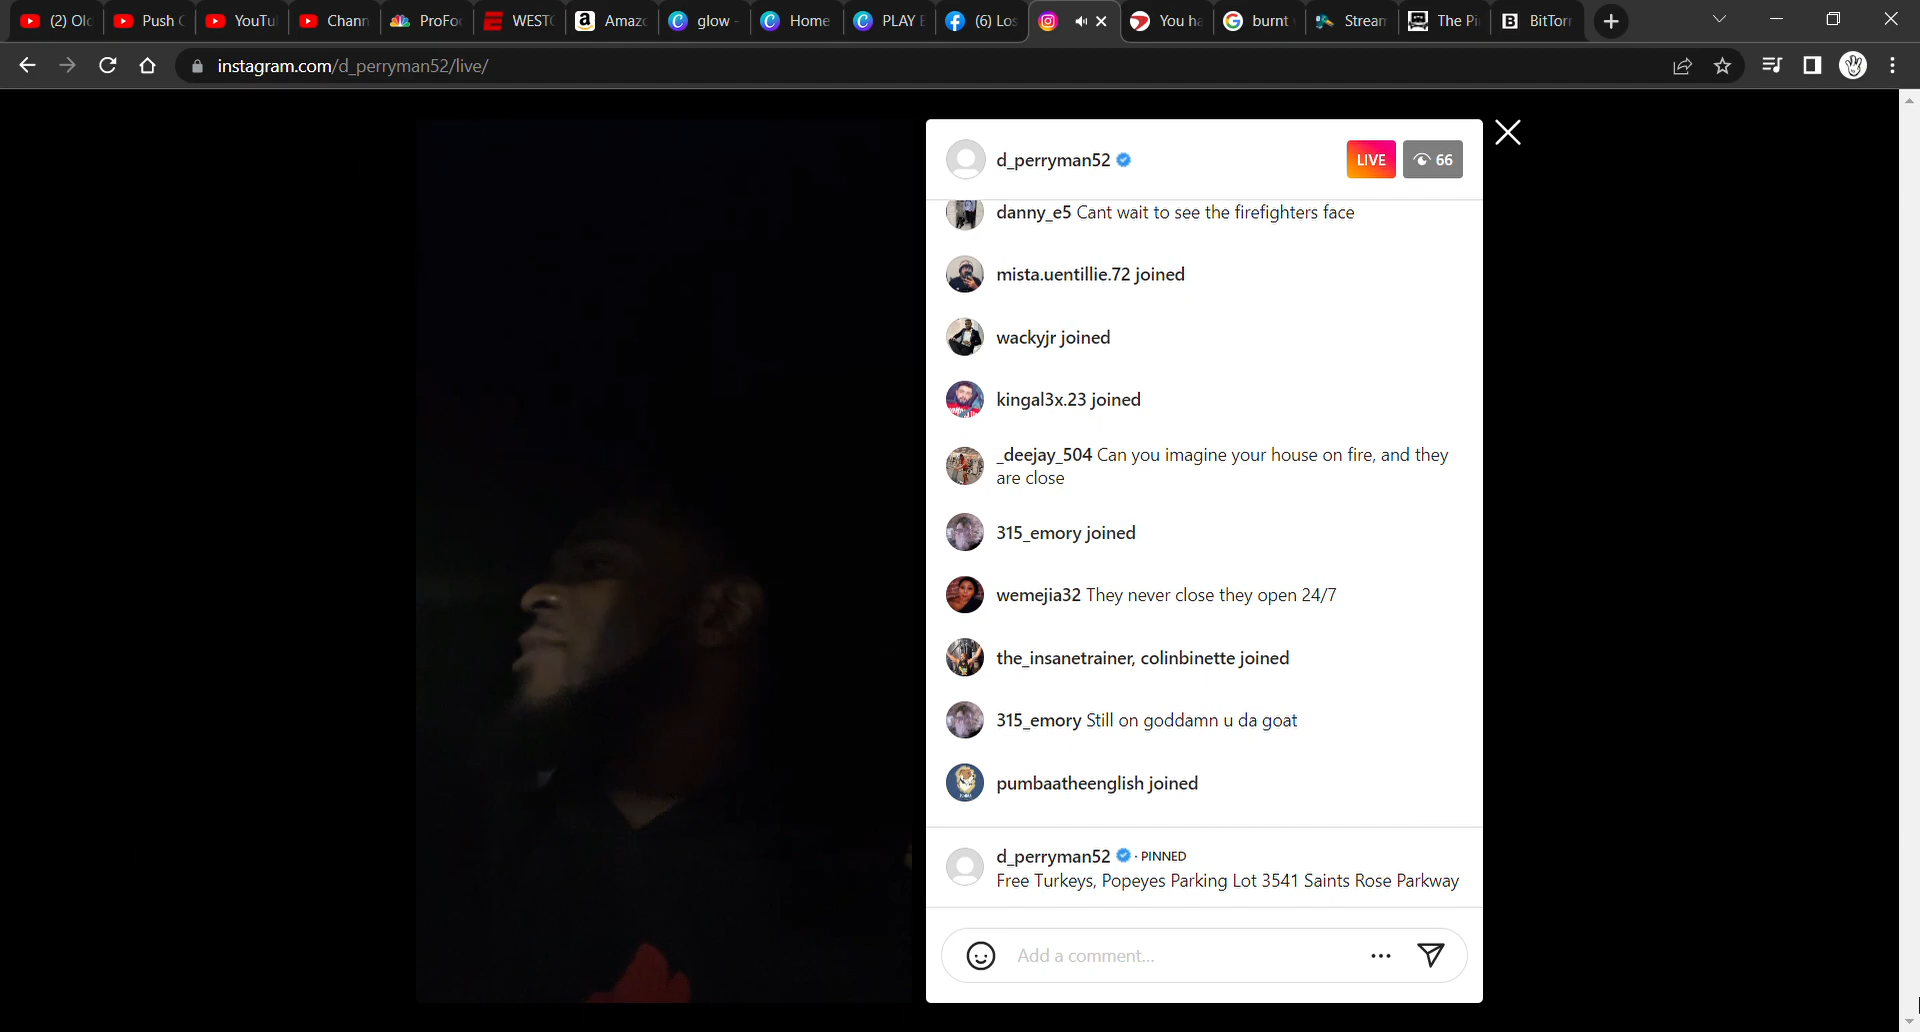 (2) Ol
Push
YouTu
Chann
ProFo
WEST
Amaz
glow
Home
PLAY
(6) Los
You ha
burnt
Stream
The Pi
BitTor
instagram.com/d_perryman52/live/
d_perryman52
LIVE
66
danny_e5 Cant wait to see the firefighters face
mista.uentillie.72 joined
wackyjr joined
kingal3x.23 joined
_deejay_504 Can you imagine your house on fire, and they
are close
315_emory joined
wemejia32 They never close they open 24/7
the_insanetrainer, colinbinette joined
315_emory Still on goddamn u da goat
pumbaatheenglish joined
d_perryman52 · PINNED
Free Turkeys, Popeyes Parking Lot 3541 Saints Rose Parkway
Add a comment...